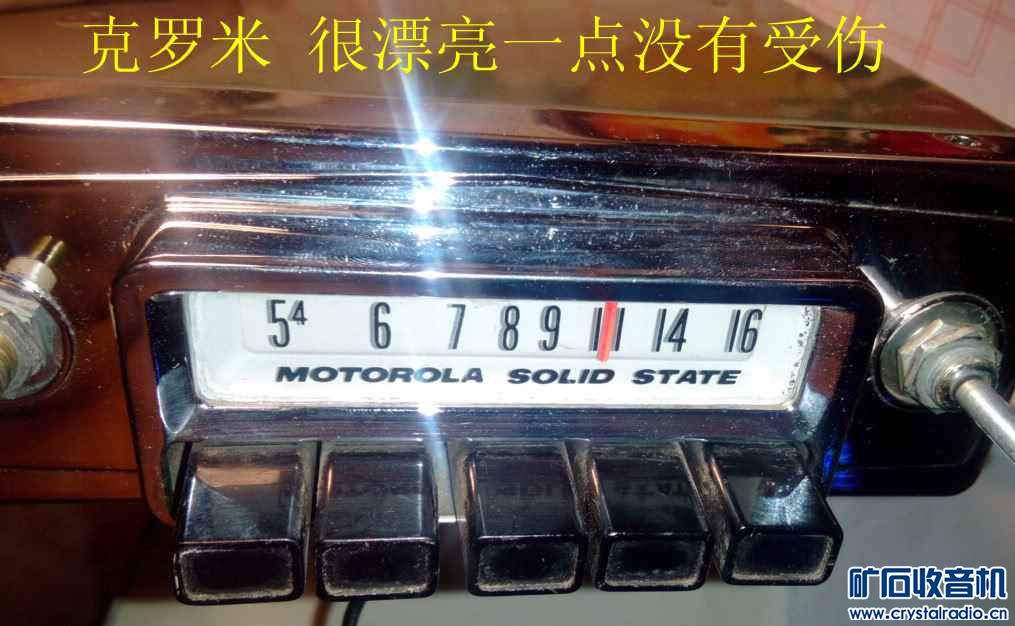 克罗米 很漂亮一点没有受伤
5⁴ 6 7 8 9 11 14 16
MOTOROLA SOLID STATE
矿石收音机
www.crystalradio.cn